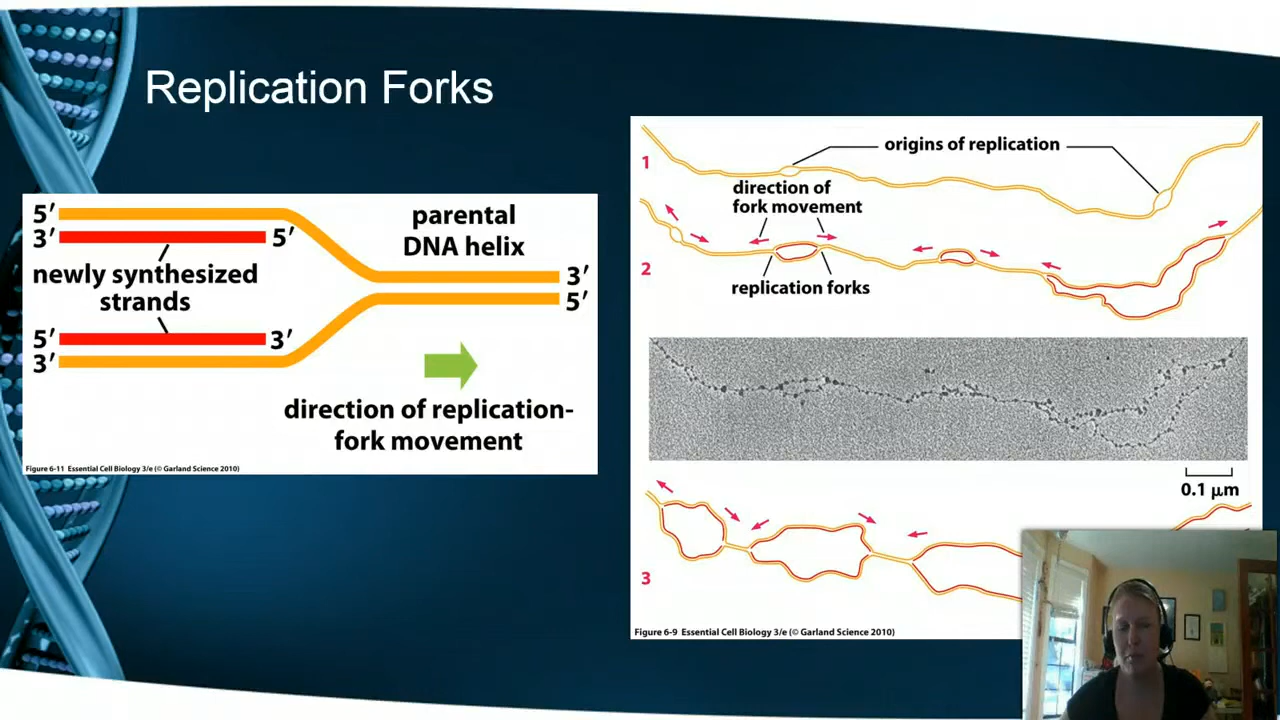 Replication Forks
5′
3′
5′
newly synthesized
strands
5′
3′
3′
parental
DNA helix
3′
5′
direction of replication-
fork movement
Figure 6-11 Essential Cell Biology 3/e (© Garland Science 2010)
1
origins of replication
direction of
fork movement
2
replication forks
0.1 μm
3
Figure 6-9 Essential Cell Biology 3/e (© Garland Science 2010)